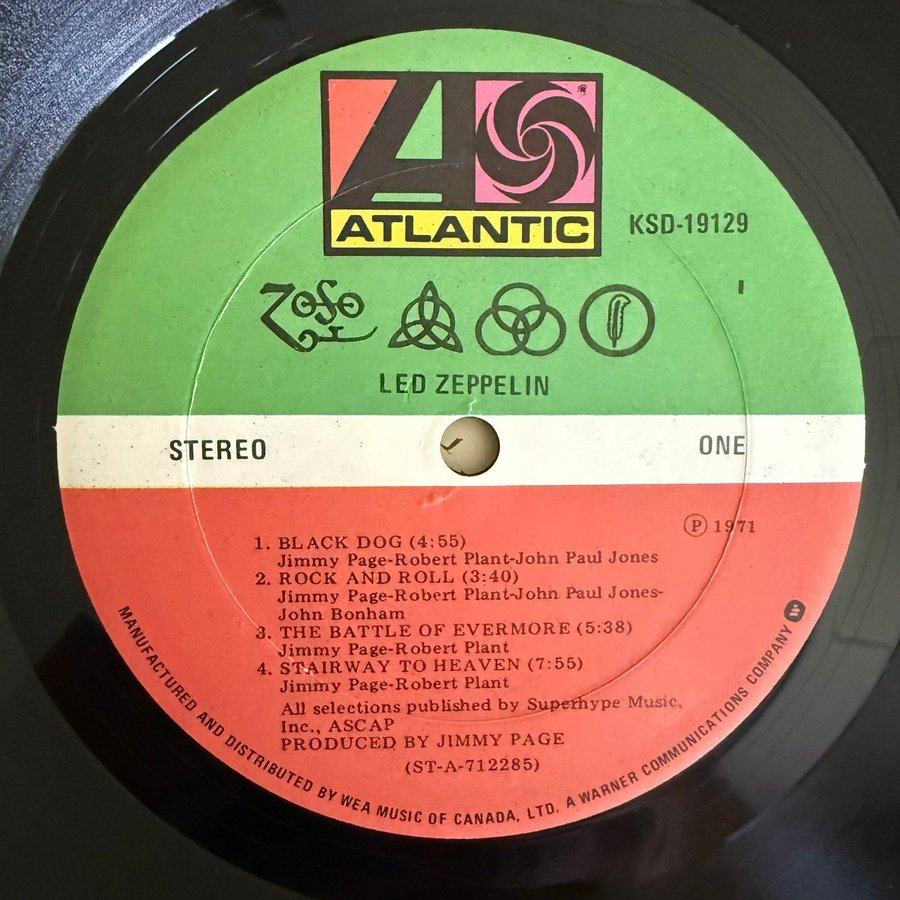 ATLANTIC
®
KSD-19129
I
ZOSO
LED ZEPPELIN
STEREO
ONE
Ⓟ 1971
1. BLACK DOG (4:55)
Jimmy Page-Robert Plant-John Paul Jones
2. ROCK AND ROLL (3:40)
Jimmy Page-Robert Plant-John Paul Jones-
John Bonham
3. THE BATTLE OF EVERMORE (5:38)
Jimmy Page-Robert Plant
4. STAIRWAY TO HEAVEN (7:55)
Jimmy Page-Robert Plant
All selections published by Superhype Music,
Inc., ASCAP
PRODUCED BY JIMMY PAGE
(ST-A-712285)
MANUFACTURED AND DISTRIBUTED BY WEA MUSIC OF CANADA, LTD. A WARNER COMMUNICATIONS COMPANY